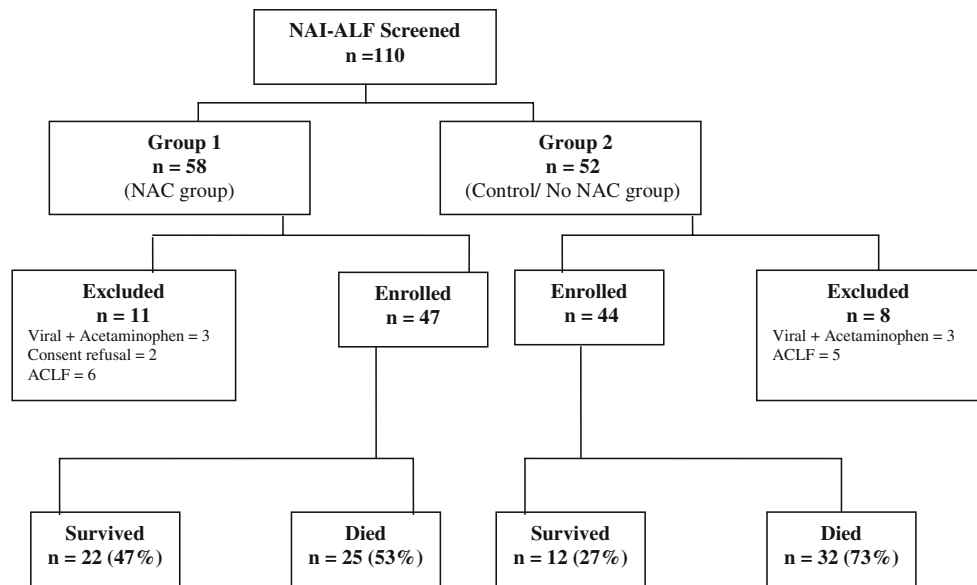 NAI-ALF Screened
n =110
Group 1
n = 58
(NAC group)
Group 2
n = 52
(Control/ No NAC group)
Excluded
n = 11
Viral + Acetaminophen = 3
Consent refusal = 2
ACLF = 6
Enrolled
n = 47
Enrolled
n = 44
Excluded
n = 8
Viral + Acetaminophen = 3
ACLF = 5
Survived
n = 22 (47%)
Died
n = 25 (53%)
Survived
n = 12 (27%)
Died
n = 32 (73%)